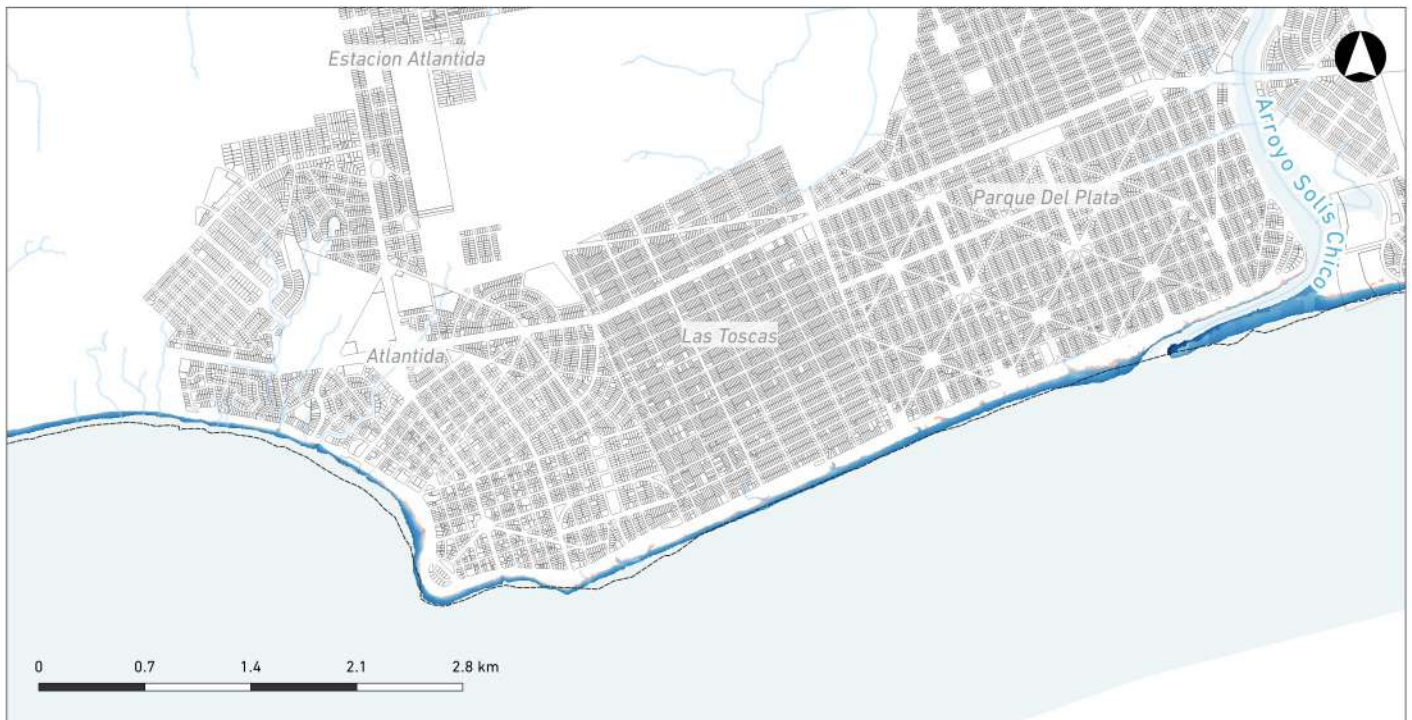 Estacion Atlantida
Arroyo Solís Chico
Parque Del Plata
Las Toscas
Atlantida
0 0.7 1.4 2.1 2.8 km